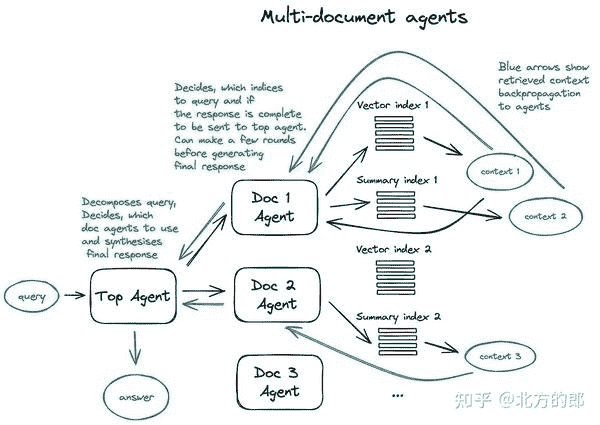 Multi-document agents
Decides, which indices
to query and if
the response is complete
to be sent to top agent.
Can make a few rounds
before generating
final response
Blue arrows show
retrieved context
backpropagation
to agents
Vector index 1
context 1
Doc 1
Agent
Summary index 1
context 2
Decomposes query,
Decides, which
doc agents to use
and synthesises
final response
Vector index 2
query
Top Agent
Doc 2
Agent
Summary index 2
context 3
Doc 3
Agent
...
answer
知乎 @北方的郎